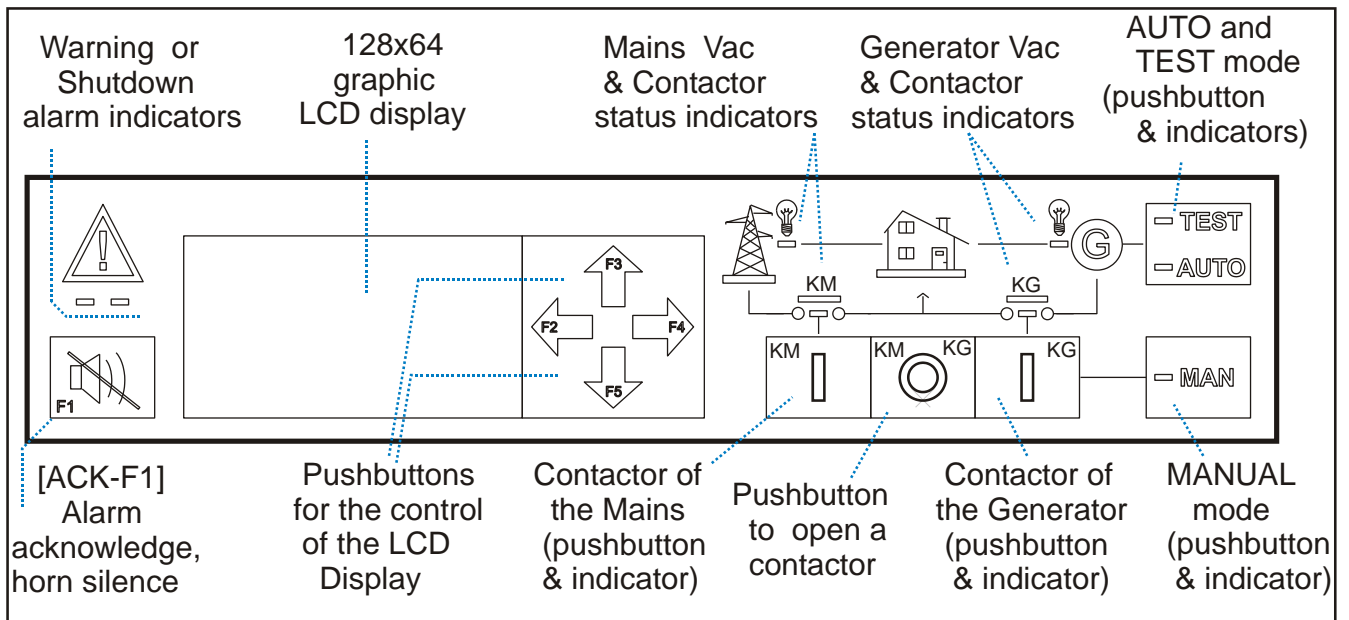 Warning or
Shutdown
alarm indicators
128x64
graphic
LCD display
Mains Vac
& Contactor
status indicators
Generator Vac
& Contactor
status indicators
AUTO and
TEST mode
(pushbutton
& indicators)
F3
F2
F4
F5
F1
KM
KG
G
TEST
AUTO
KM
KM
KG
KG
MAN
[ACK-F1]
Alarm
acknowledge,
horn silence
Pushbuttons
for the control
of the LCD
Display
Contactor of
the Mains
(pushbutton
& indicator)
Pushbutton
to open a
contactor
Contactor of
the Generator
(pushbutton
& indicator)
MANUAL
mode
(pushbutton
& indicator)